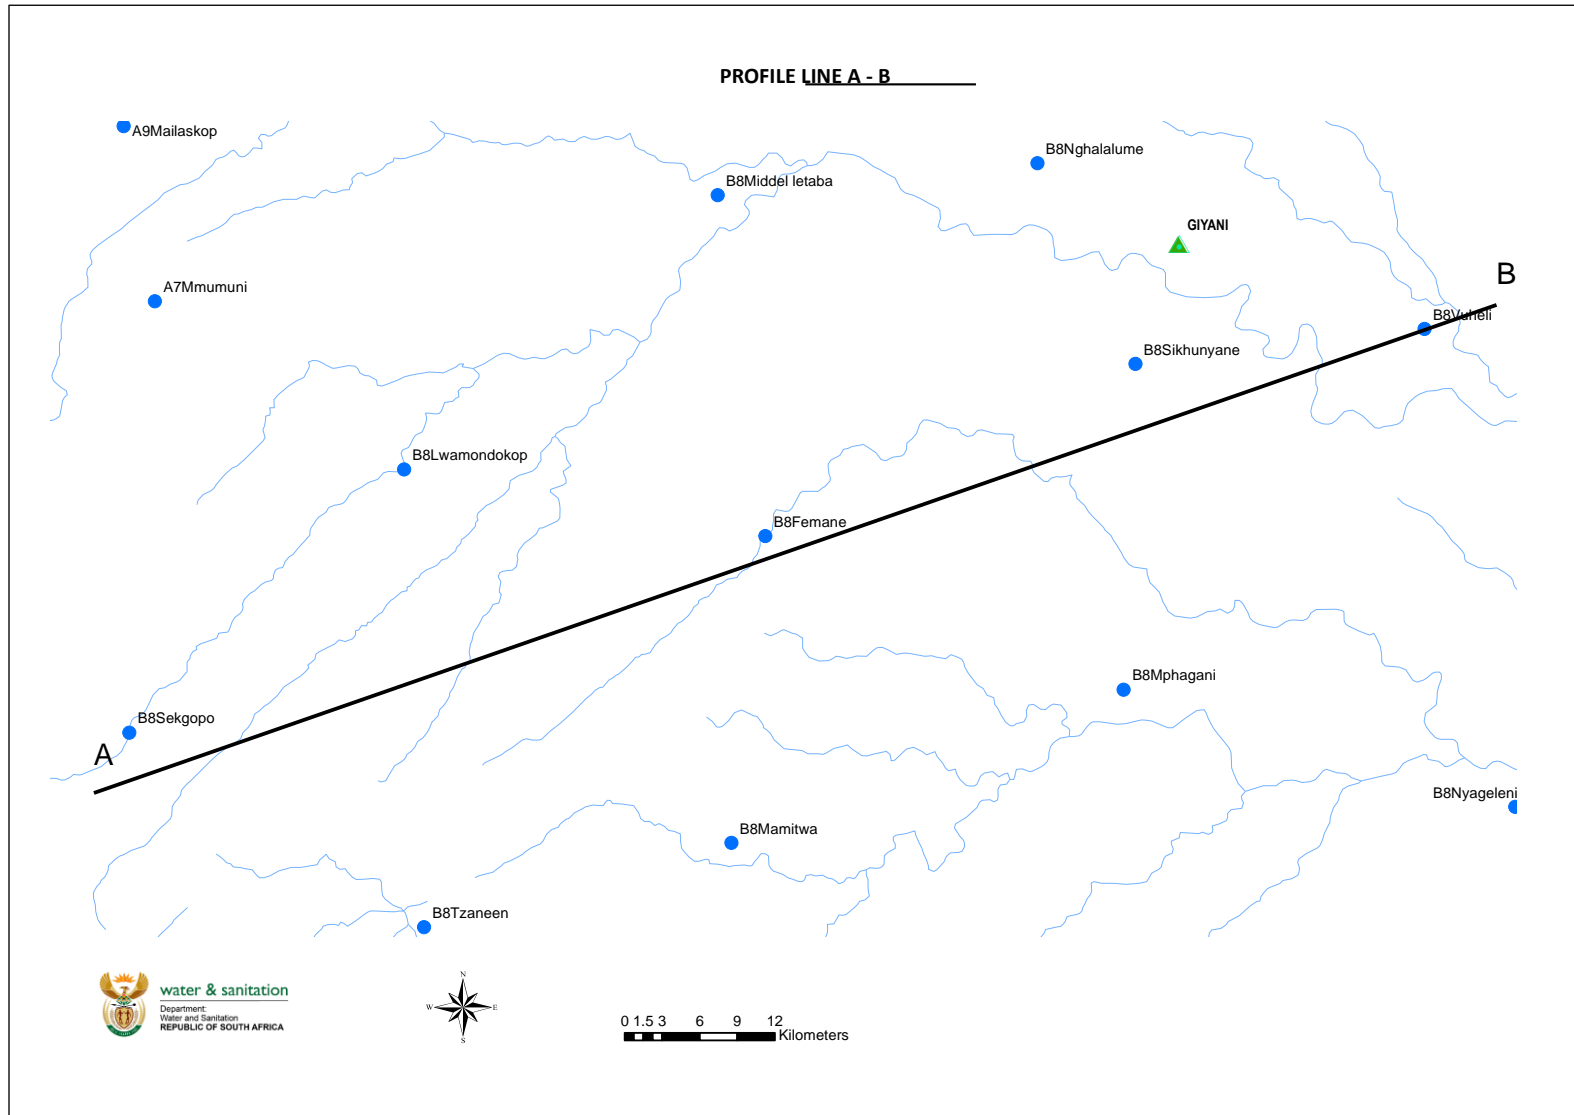 PROFILE LINE A - B
A9Mailaskop
B8Nghalalume
B8Middel letaba
GIYANI
B
A7Mmumuni
B8Vuheli
B8Sikhunyane
B8Lwamondokop
B8Femane
B8Mphagani
B8Sekgopo
A
B8Nyageleni
B8Mamitwa
B8Tzaneen
water & sanitation
Department:
Water and Sanitation
REPUBLIC OF SOUTH AFRICA
N
W E
S
0 1.5 3 6 9 12
Kilometers